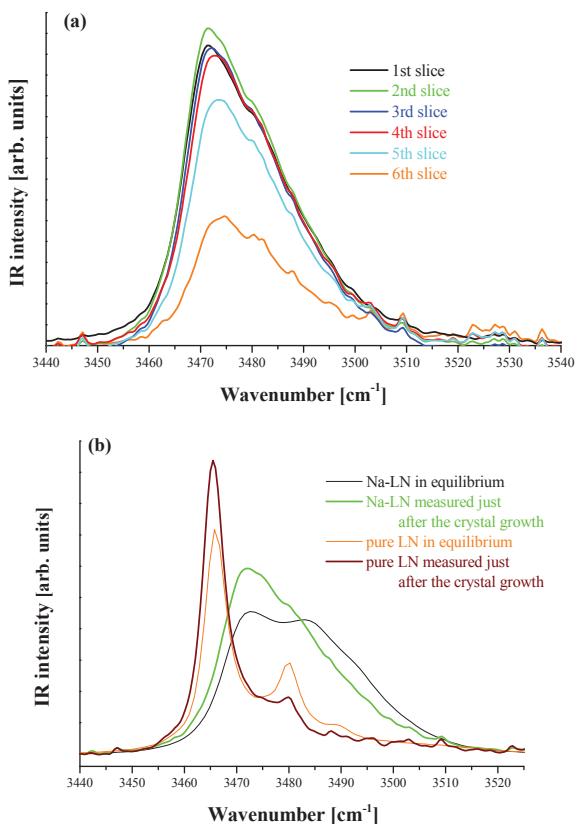 (a)
1st slice
2nd slice
3rd slice
4th slice
5th slice
6th slice
IR intensity [arb. units]
3440 3450 3460 3470 3480 3490 3500 3510 3520 3530 3540
Wavenumber [cm⁻¹]
(b)
Na-LN in equilibrium
Na-LN measured just
after the crystal growth
pure LN in equilibrium
pure LN measured just
after the crystal growth
IR intensity [arb. units]
3440 3450 3460 3470 3480 3490 3500 3510 3520
Wavenumber [cm⁻¹]